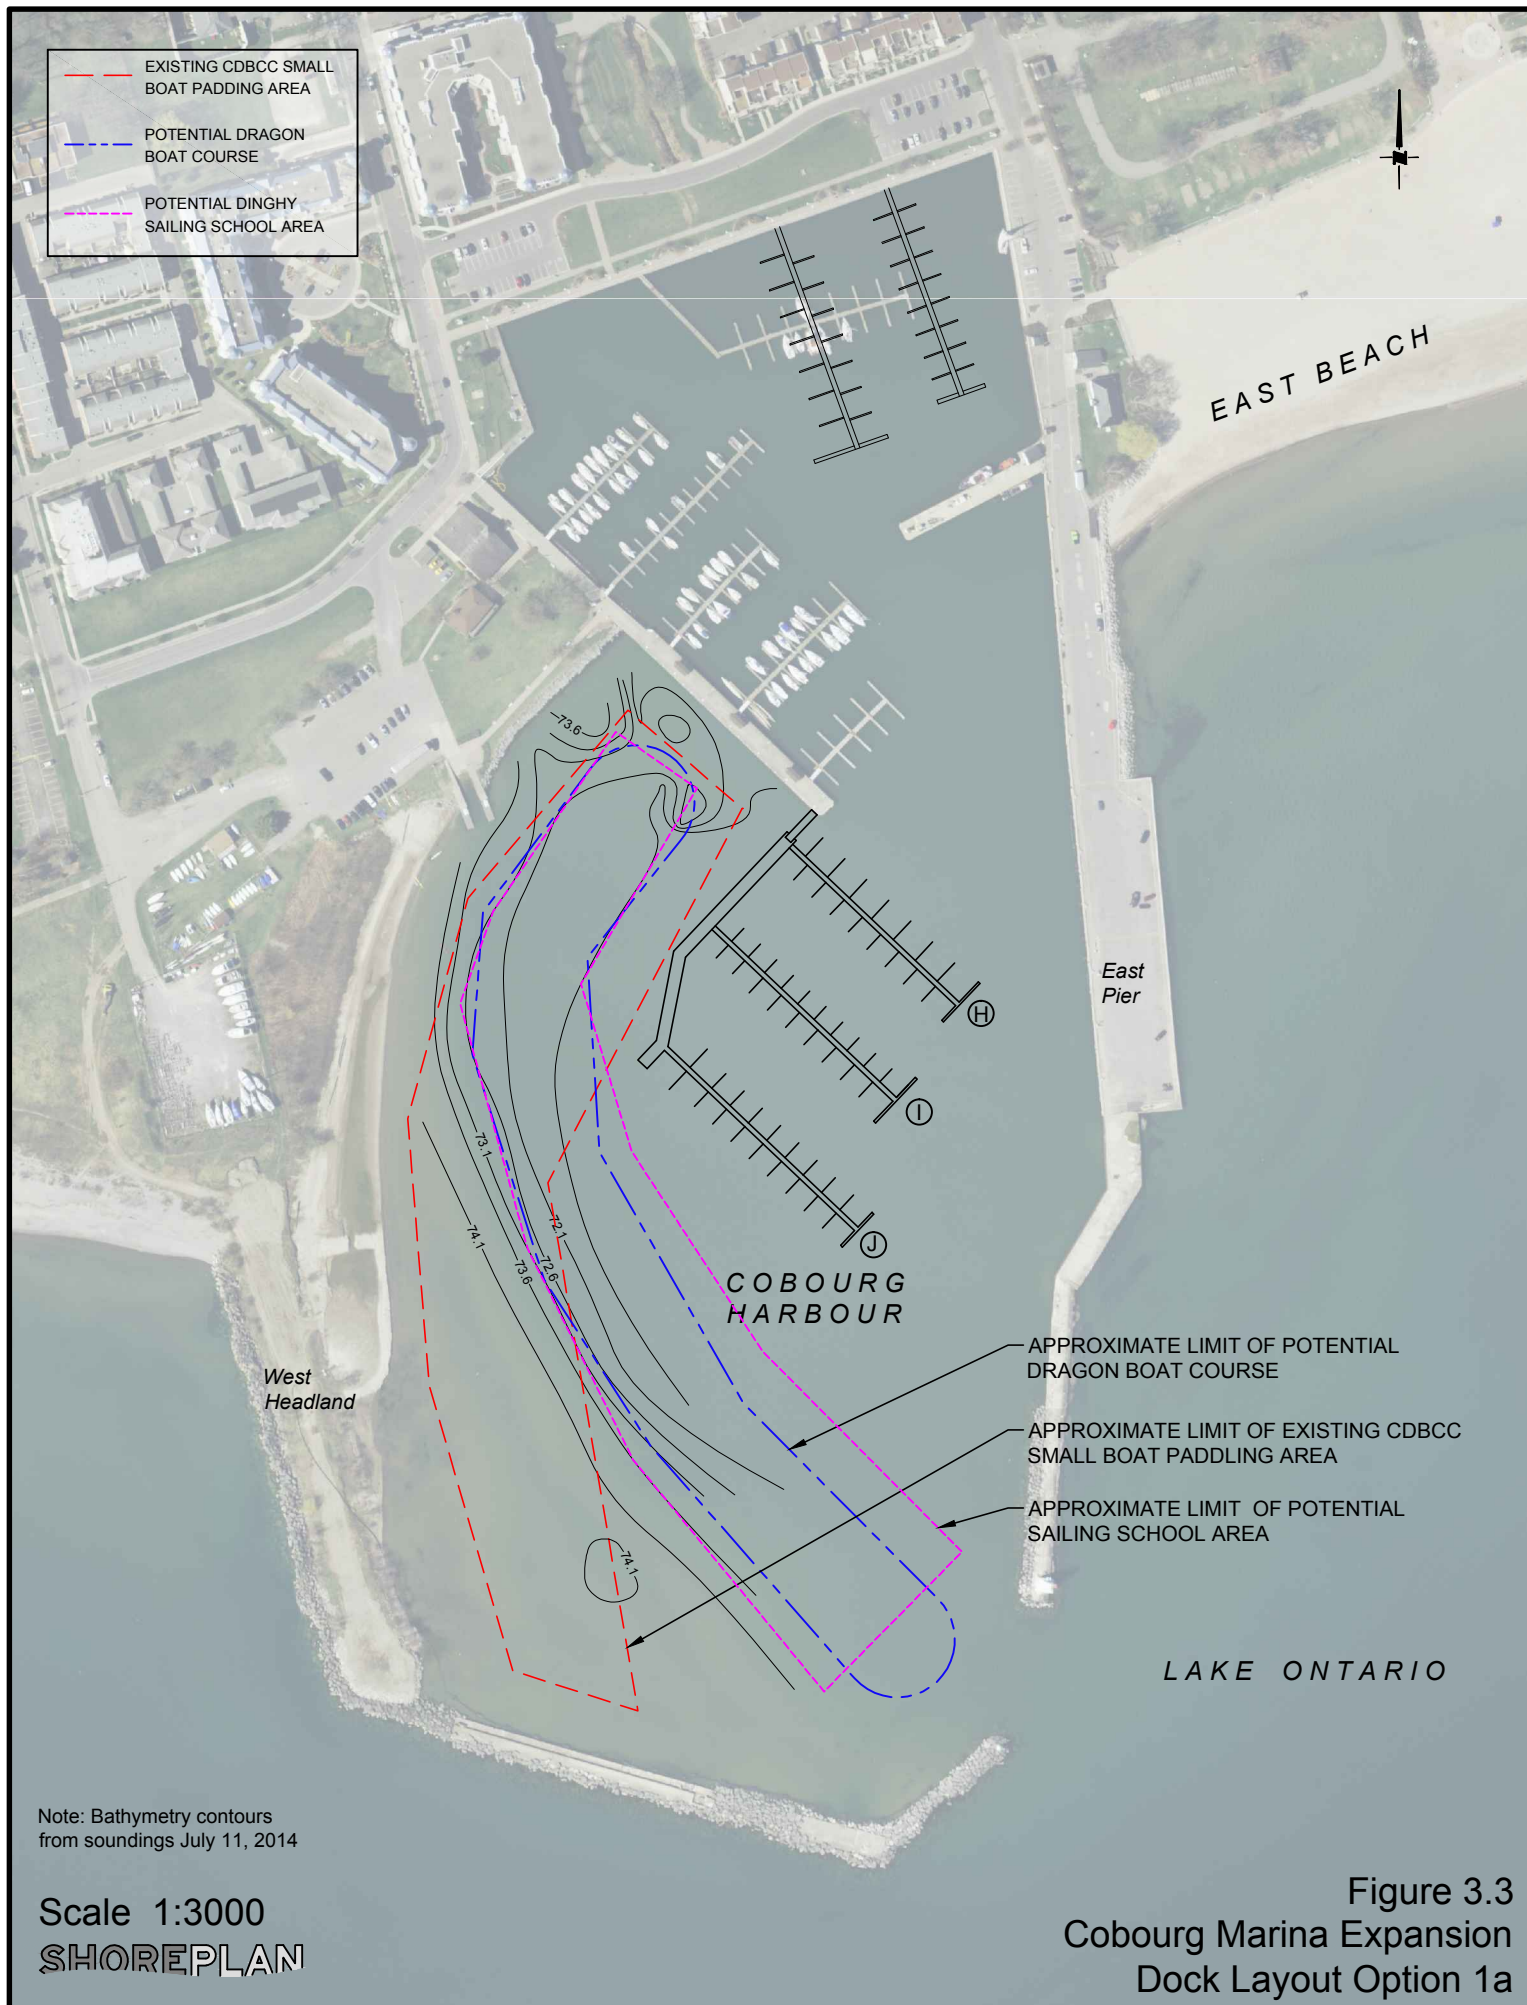 EXISTING CDBCC SMALL
BOAT PADDING AREA
POTENTIAL DRAGON
BOAT COURSE
POTENTIAL DINGHY
SAILING SCHOOL AREA
N
EAST BEACH
73.6
East
Pier
H
I
J
73.1
74.1
72.1
72.6
73.6
COBOURG
HARBOUR
APPROXIMATE LIMIT OF POTENTIAL
DRAGON BOAT COURSE
West
Headland
APPROXIMATE LIMIT OF EXISTING CDBCC
SMALL BOAT PADDLING AREA
APPROXIMATE LIMIT OF POTENTIAL
SAILING SCHOOL AREA
74.1
LAKE ONTARIO
Note: Bathymetry contours
from soundings July 11, 2014
Scale 1:3000
SHOREPLAN
Figure 3.3
Cobourg Marina Expansion
Dock Layout Option 1a